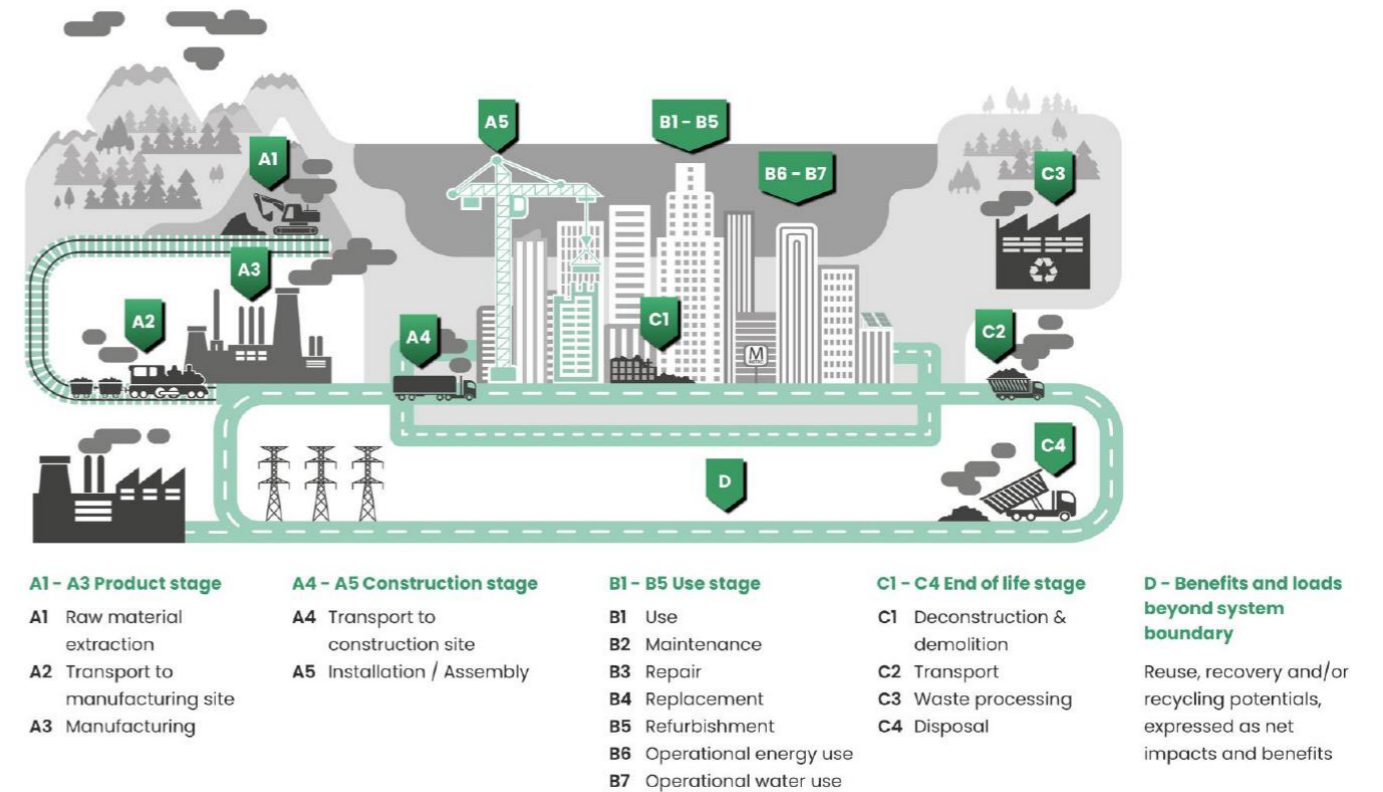 A5
B1 - B5
B6 - B7
A1
C3
A3
A2
A4
C1
C2
M
METRO
C4
D
A1 - A3 Product stage
A1 Raw material
extraction
A2 Transport to
manufacturing site
A3 Manufacturing
A4 - A5 Construction stage
A4 Transport to
construction site
A5 Installation / Assembly
B1 - B5 Use stage
B1 Use
B2 Maintenance
B3 Repair
B4 Replacement
B5 Refurbishment
B6 Operational energy use
B7 Operational water use
C1 - C4 End of life stage
C1 Deconstruction &
demolition
C2 Transport
C3 Waste processing
C4 Disposal
D - Benefits and loads
beyond system
boundary
Reuse, recovery and/or
recycling potentials,
expressed as net
impacts and benefits